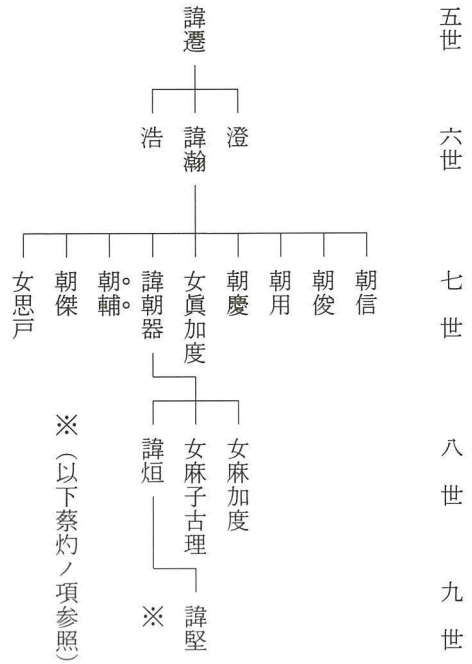 五世
六世
七世
八世
九世
諱遷
澄
諱瀚
浩
朝信
朝俊
朝用
朝慶
女眞加度
諱朝器
朝輔
朝傑
女思戸
女麻加度
女麻子古理
諱烜
諱堅
※
※(以下蔡灼ノ項参照)